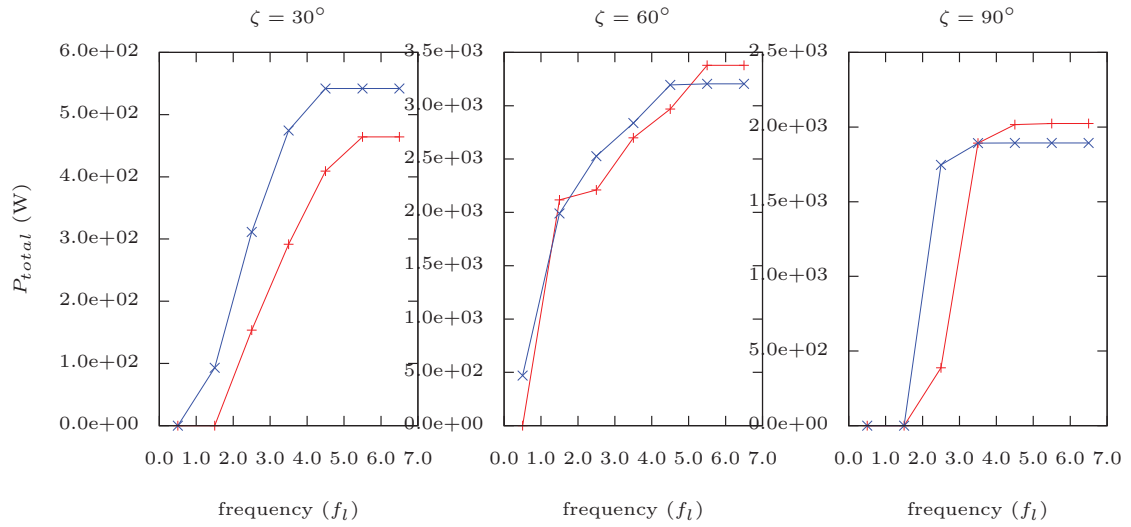 ζ = 30°
ζ = 60°
ζ = 90°
P_total (W)
6.0e+02
5.0e+02
4.0e+02
3.0e+02
2.0e+02
1.0e+02
0.0e+00
0.0 1.0 2.0 3.0 4.0 5.0 6.0 7.0
frequency (f_l)
3.5e+03
3.0e+03
2.5e+03
2.0e+03
1.5e+03
1.0e+03
5.0e+02
0.0e+00
0.0 1.0 2.0 3.0 4.0 5.0 6.0 7.0
frequency (f_l)
2.5e+03
2.0e+03
1.5e+03
1.0e+03
5.0e+02
0.0e+00
0.0 1.0 2.0 3.0 4.0 5.0 6.0 7.0
frequency (f_l)